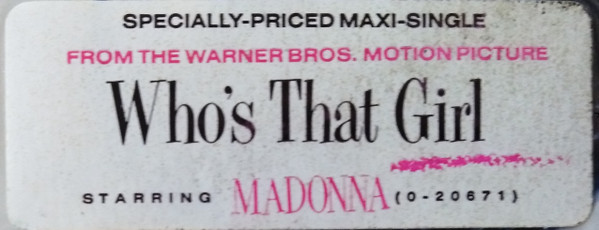 SPECIALLY-PRICED MAXI-SINGLE
FROM THE WARNER BROS. MOTION PICTURE
Who's That Girl
STARRING MADONNA (0-20671)